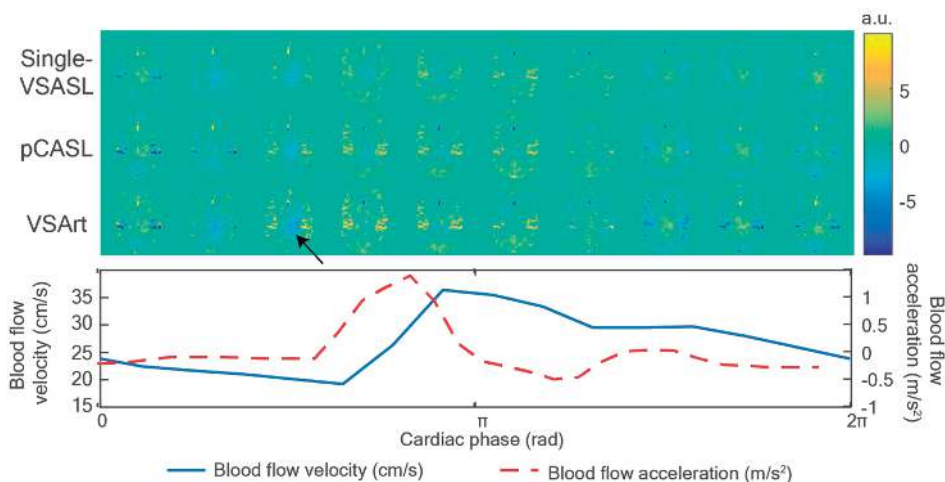 a.u.
Single-
VSASL
pCASL
VSArt
5
0
-5
Blood flow
velocity (cm/s)
35
30
25
20
15
1
0.5
0
-0.5
-1
Blood flow
acceleration (m/s²)
0
π
2π
Cardiac phase (rad)
Blood flow velocity (cm/s)
Blood flow acceleration (m/s²)